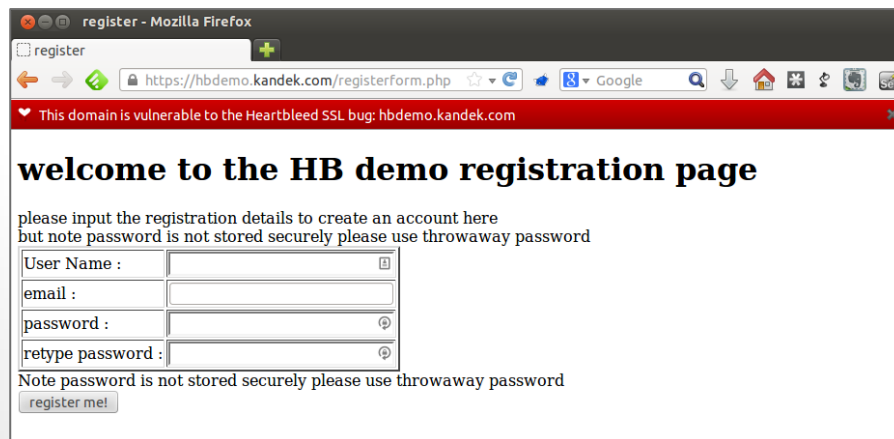 register - Mozilla Firefox
register
https://hbdemo.kandek.com/registerform.php
Google
This domain is vulnerable to the Heartbleed SSL bug: hbdemo.kandek.com
welcome to the HB demo registration page
please input the registration details to create an account here
but note password is not stored securely please use throwaway password
User Name :
email :
password :
retype password :
Note password is not stored securely please use throwaway password
register me!